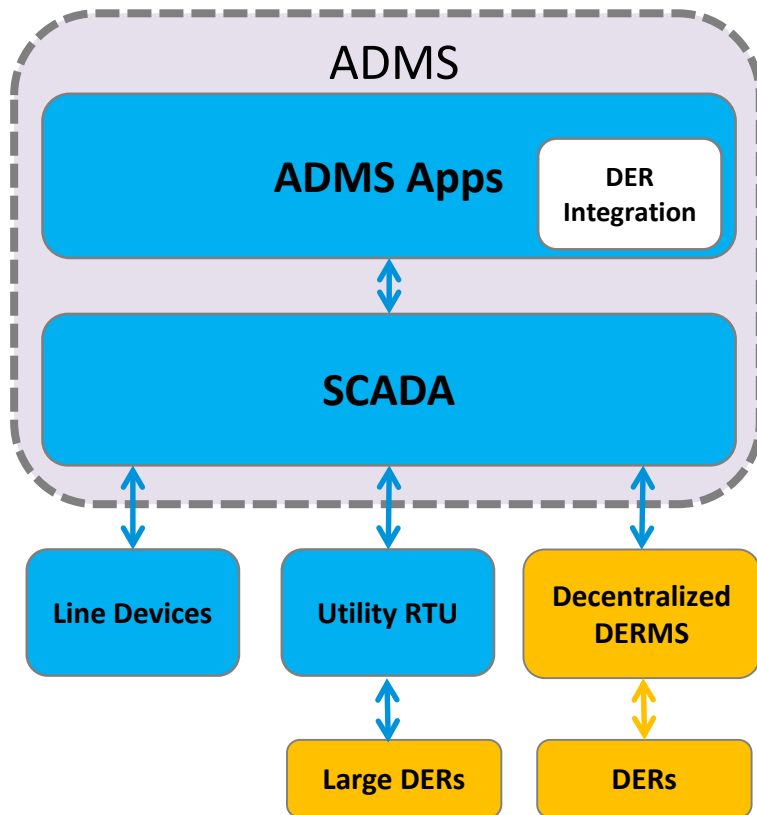 ADMS
ADMS Apps
DER
Integration
SCADA
Line Devices
Utility RTU
Decentralized
DERMS
Large DERs
DERs